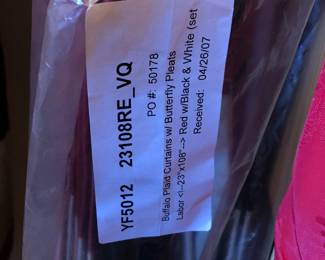 YF5012 23108RE_VQ
PO #: 50178
Buffalo Plaid Curtains w/ Butterfly Pleats
Labor <!--23"x108"--> Red w/Black & White (set
Received: 04/26/07